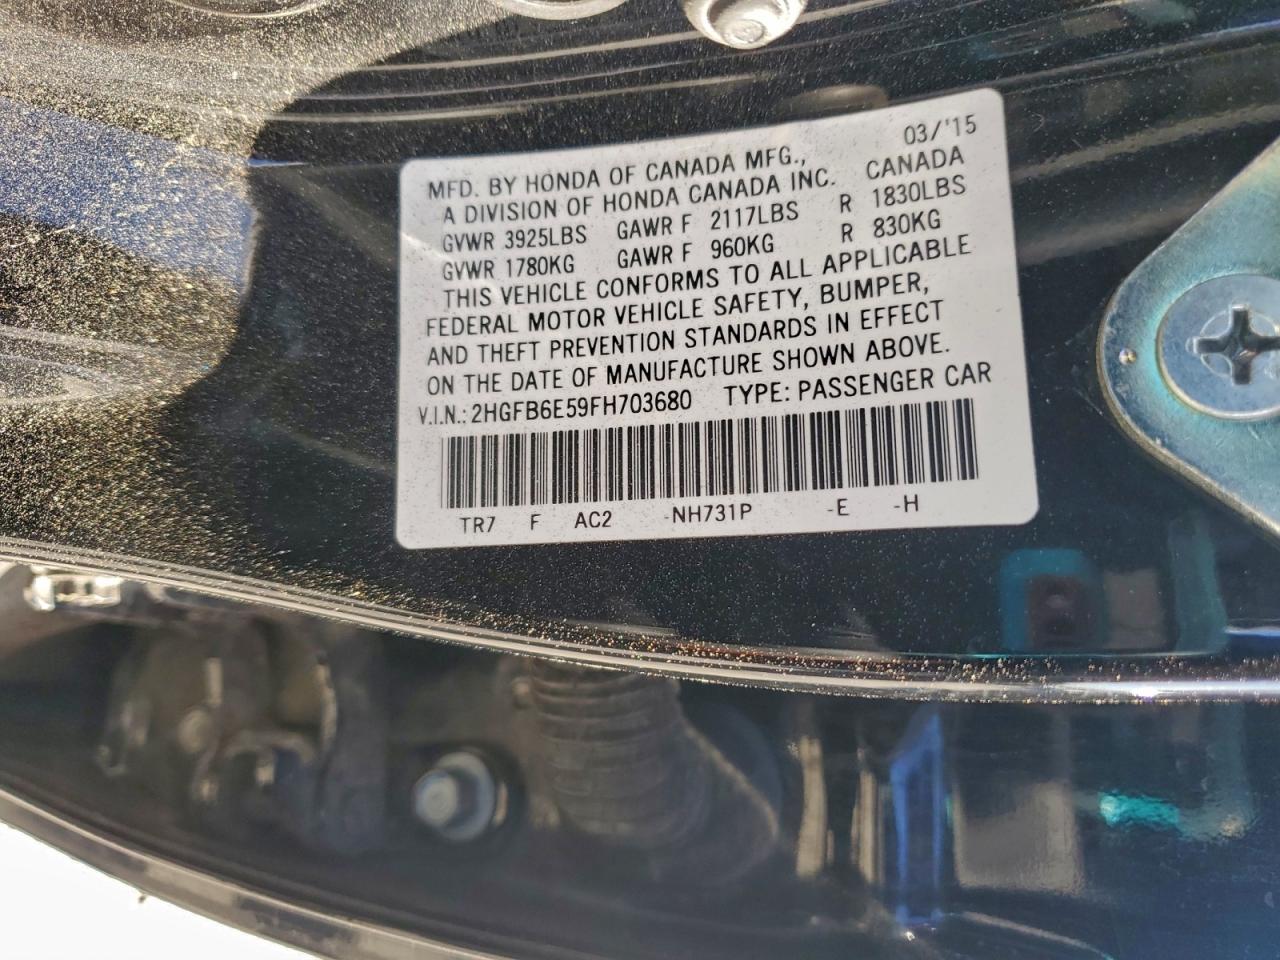 03/'15
MFD. BY HONDA OF CANADA MFG.,
A DIVISION OF HONDA CANADA INC. CANADA
GVWR 3925LBS GAWR F 2117LBS R 1830LBS
GVWR 1780KG GAWR F 960KG R 830KG
THIS VEHICLE CONFORMS TO ALL APPLICABLE
FEDERAL MOTOR VEHICLE SAFETY, BUMPER,
AND THEFT PREVENTION STANDARDS IN EFFECT
ON THE DATE OF MANUFACTURE SHOWN ABOVE.
V.I.N.: 2HGFB6E59FH703680 TYPE: PASSENGER CAR
TR7 F AC2 -NH731P -E -H